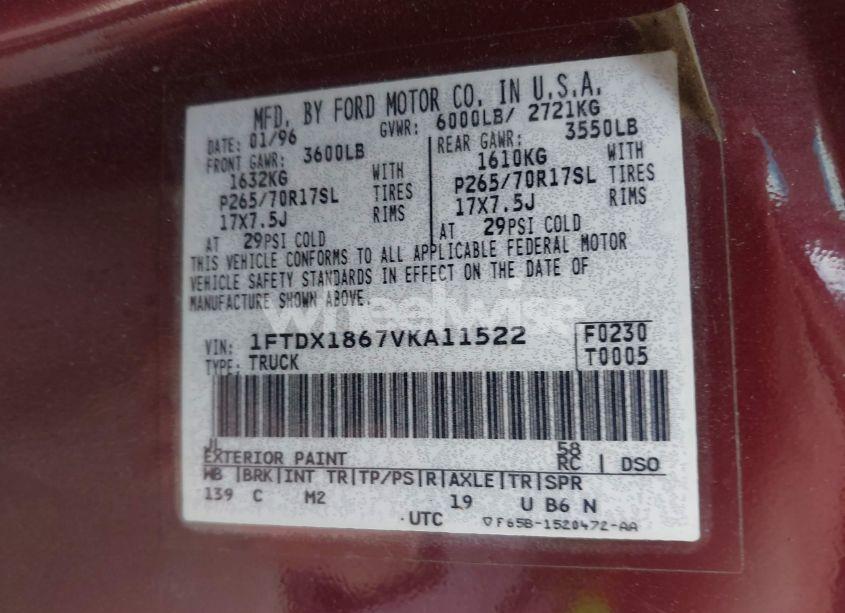 MFD. BY FORD MOTOR CO. IN U.S.A.
DATE: 01/96 GVWR: 6000LB/ 2721KG
FRONT GAWR: 3600LB REAR GAWR: 3550LB
1632KG WITH 1610KG WITH
P265/70R17SL TIRES P265/70R17SL TIRES
17X7.5J RIMS 17X7.5J RIMS
AT 29PSI COLD AT 29PSI COLD
THIS VEHICLE CONFORMS TO ALL APPLICABLE FEDERAL MOTOR
VEHICLE SAFETY STANDARDS IN EFFECT ON THE DATE OF
MANUFACTURE SHOWN ABOVE.
wheelwise
VIN: 1FTDX1867VKA11522 F0230
TYPE: TRUCK T0005
JL 58
EXTERIOR PAINT RC DSO
WB BRK INT TR TP/PS R AXLE TR SPR
139 C M2 19 U B6 N
UTC ▽F65B-1520472-AA